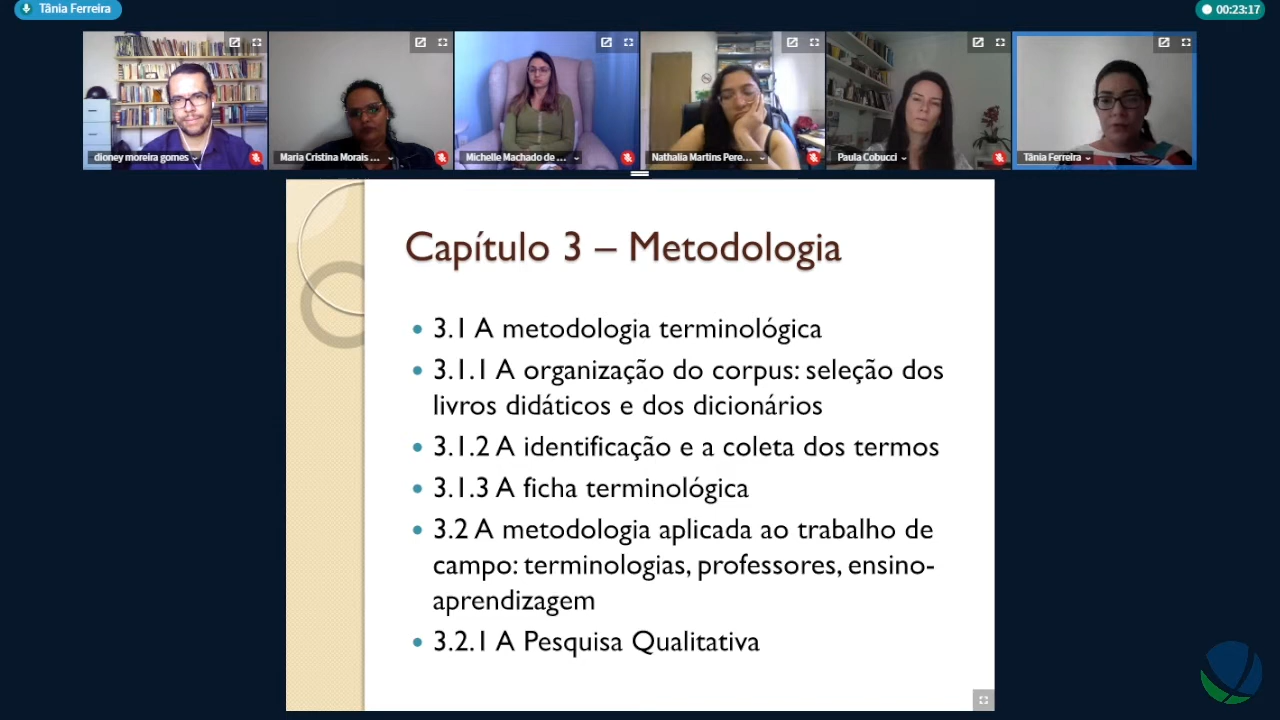 Tânia Ferreira
00:23:17
dioney moreira gomes
Maria Cristina Morais ...
Michelle Machado de ...
Nathalia Martins Pere...
Paula Cobucci
Tânia Ferreira
Capítulo 3 – Metodologia
• 3.1 A metodologia terminológica
• 3.1.1 A organização do corpus: seleção dos
livros didáticos e dos dicionários
• 3.1.2 A identificação e a coleta dos termos
• 3.1.3 A ficha terminológica
• 3.2 A metodologia aplicada ao trabalho de
campo: terminologias, professores, ensino-
aprendizagem
• 3.2.1 A Pesquisa Qualitativa